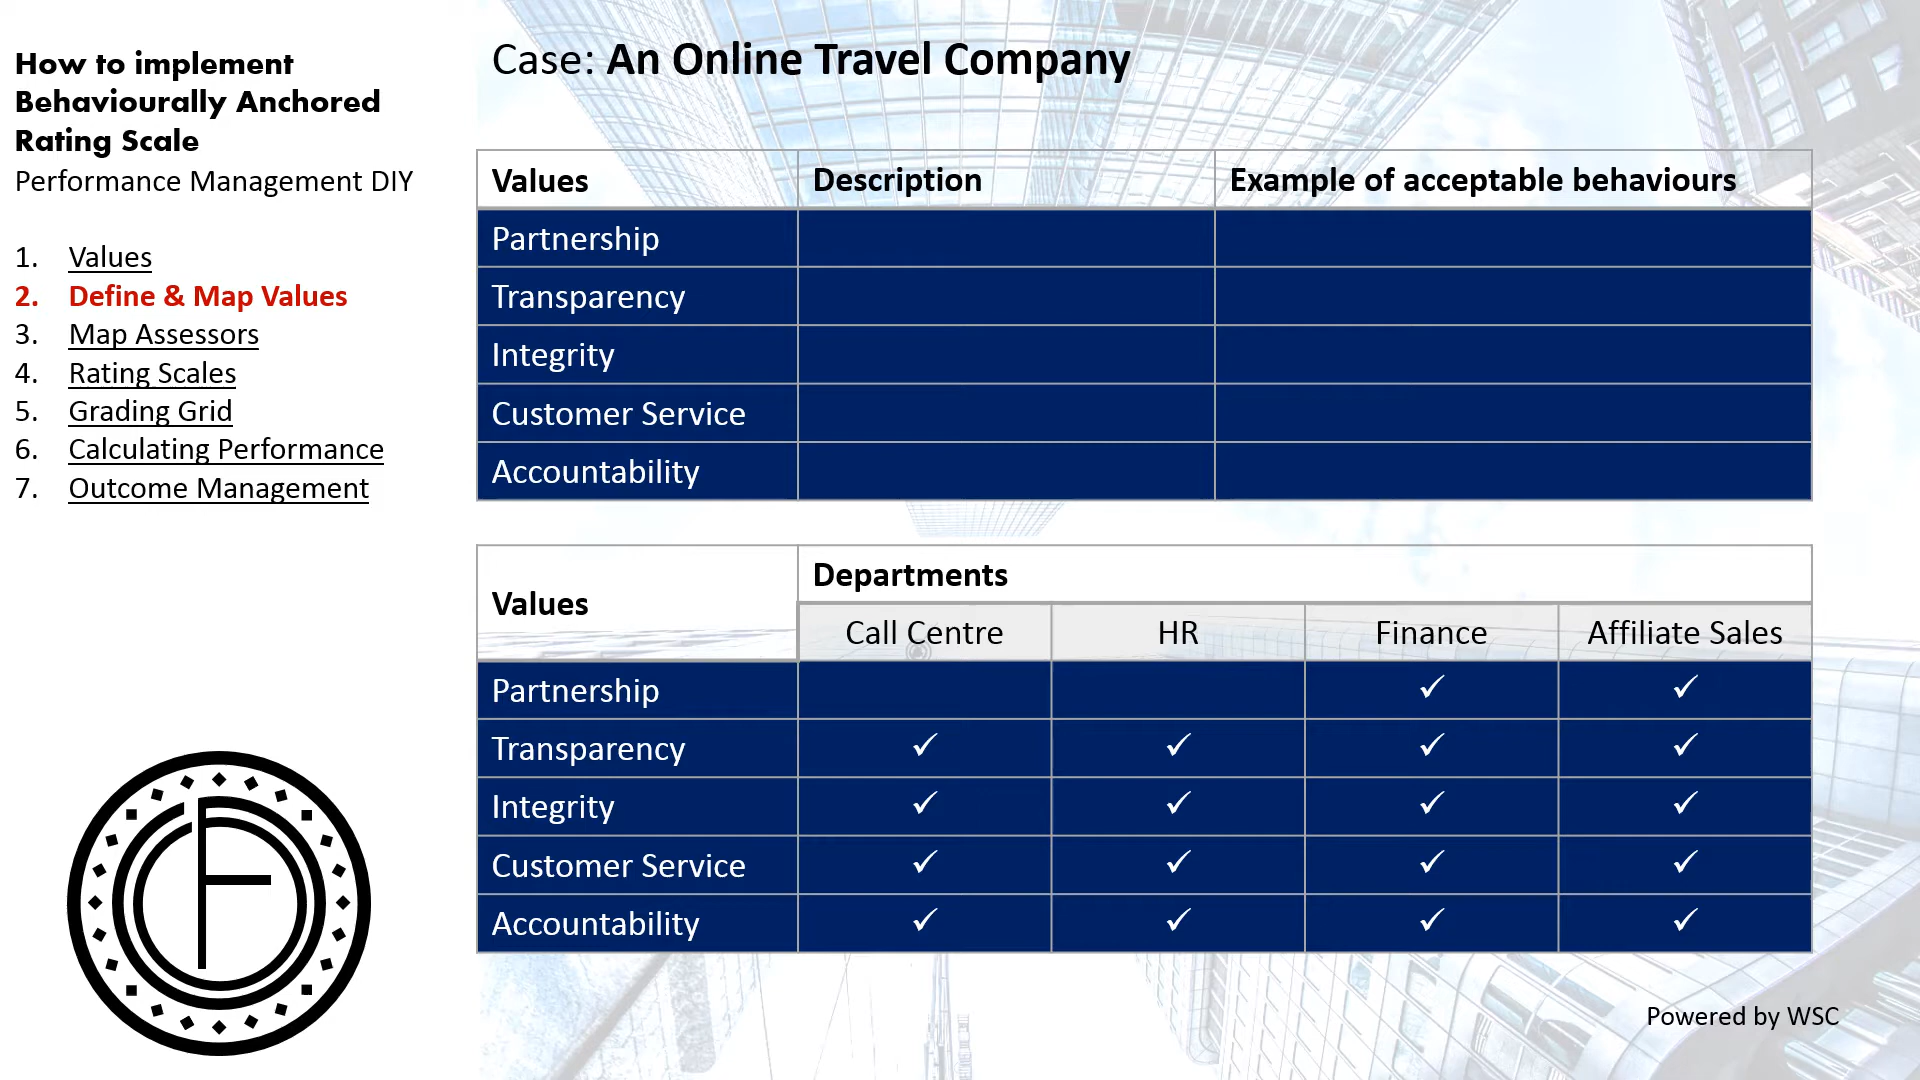 How to implement
Behaviourally Anchored
Rating Scale
Performance Management DIY
1. Values
2. Define & Map Values
3. Map Assessors
4. Rating Scales
5. Grading Grid
6. Calculating Performance
7. Outcome Management
Case: An Online Travel Company
Values Description Example of acceptable behaviours
Partnership
Transparency
Integrity
Customer Service
Accountability
Values Departments
Call Centre HR Finance Affiliate Sales
Partnership ✓ ✓
Transparency ✓ ✓ ✓ ✓
Integrity ✓ ✓ ✓ ✓
Customer Service ✓ ✓ ✓ ✓
Accountability ✓ ✓ ✓ ✓
Powered by WSC